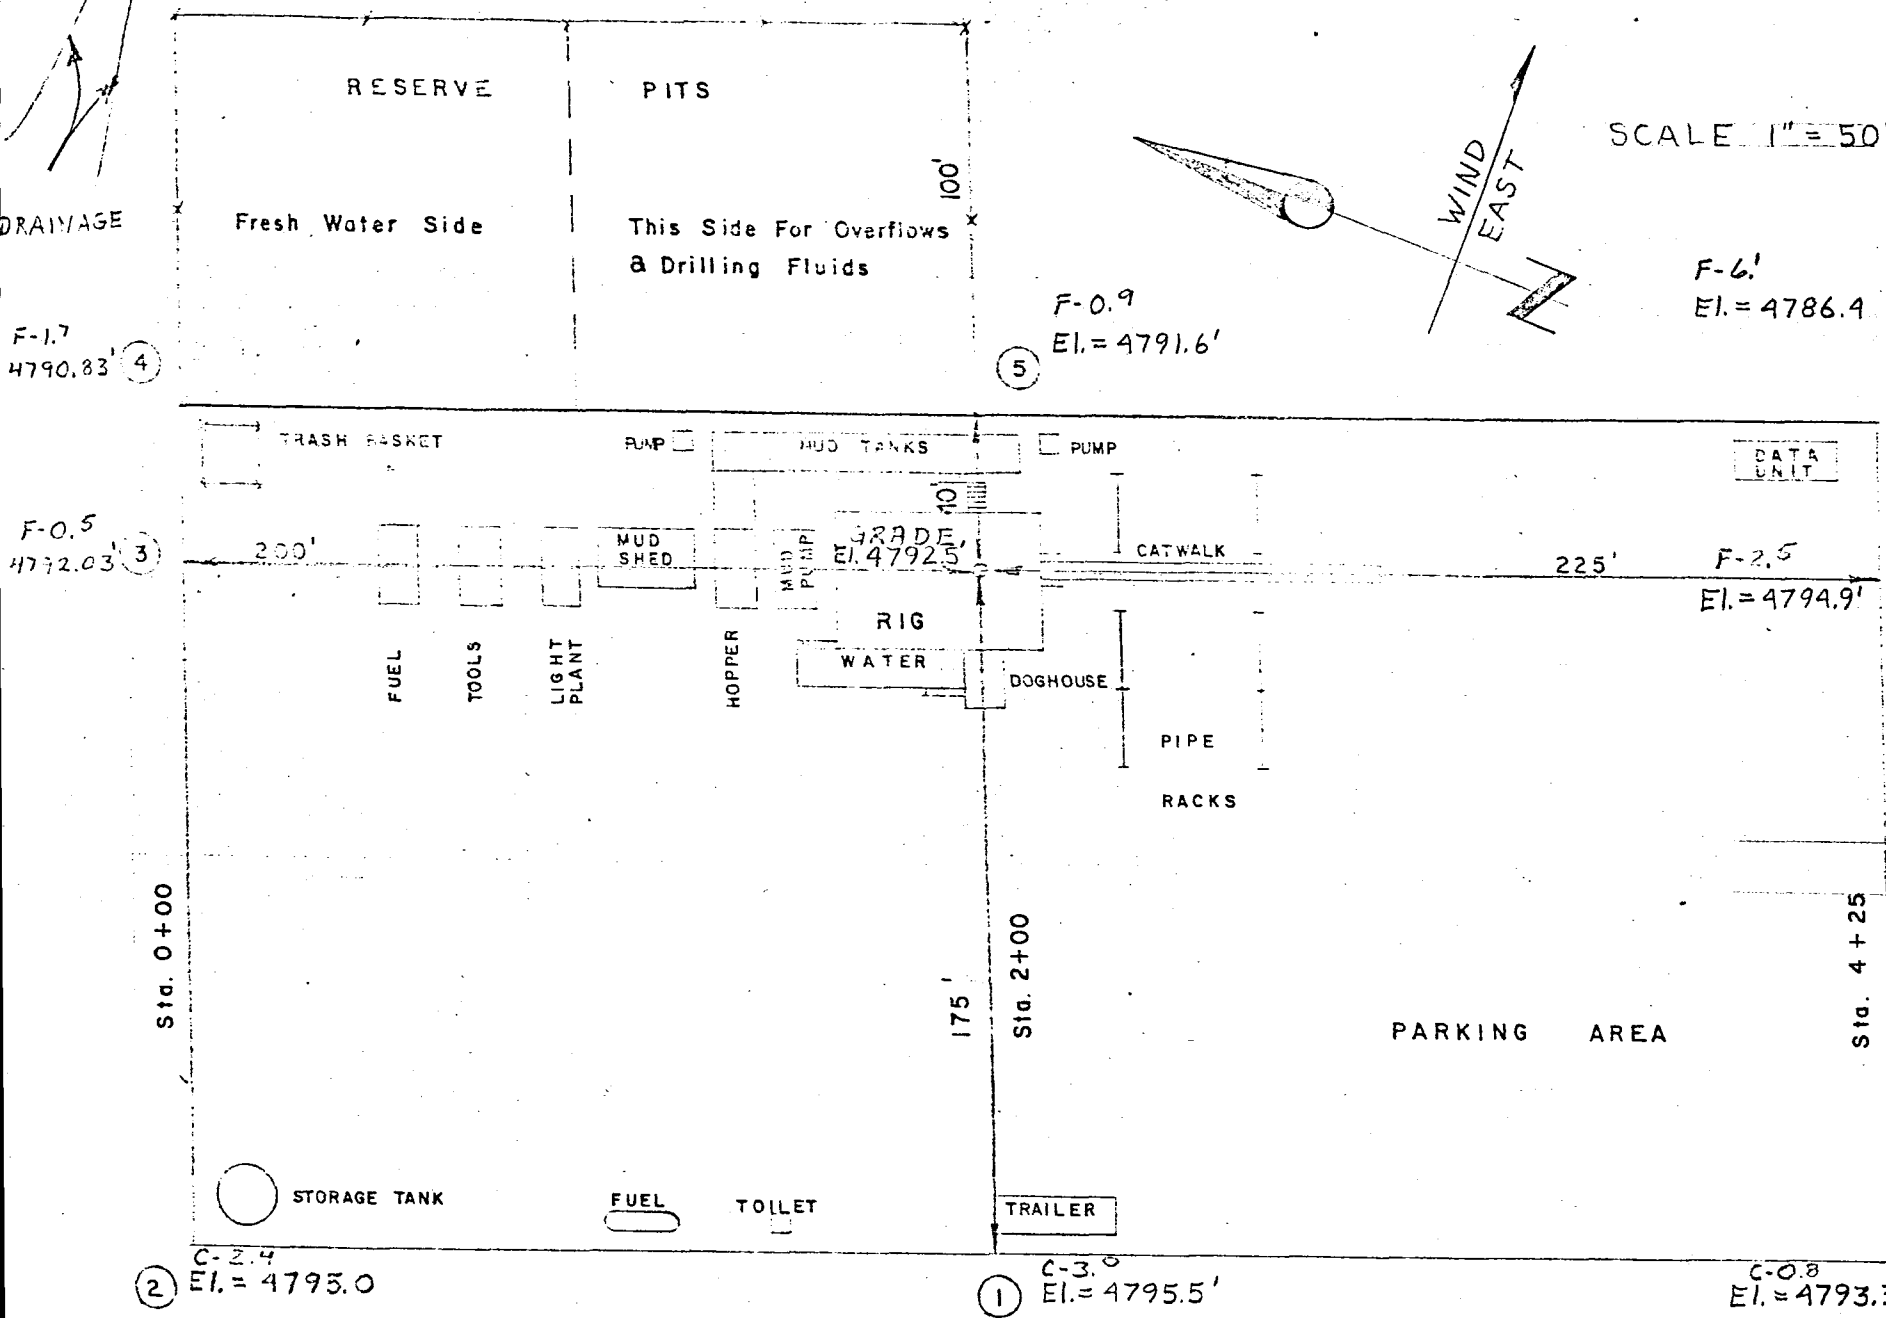 RESERVE PITS
100'
SCALE 1" = 50'
WIND
EAST
DRAINAGE
Fresh Water Side
This Side For Overflows
& Drilling Fluids
F-6.'
El. = 4786.4
F-0.9
El. = 4791.6'
5
F-1.7
4790.83'
4
TRASH BASKET
PUMP
MUD TANKS
PUMP
DATA
UNIT
40'
F-0.5
4792.03'
3
200'
MUD
SHED
MUD
PUMP
GRADE
El. 4792.5'
CATWALK
225'
F-2.5
El. = 4794.9'
RIG
FUEL
TOOLS
LIGHT
PLANT
HOPPER
WATER
DOGHOUSE
PIPE
RACKS
Sta. 0+00
175'
Sta. 2+00
PARKING AREA
Sta. 4+25
STORAGE TANK
FUEL
TOILET
TRAILER
C-2.4
2
El. = 4795.0
C-3.0
1
El. = 4795.5'
C-0.8
El. = 4793.3